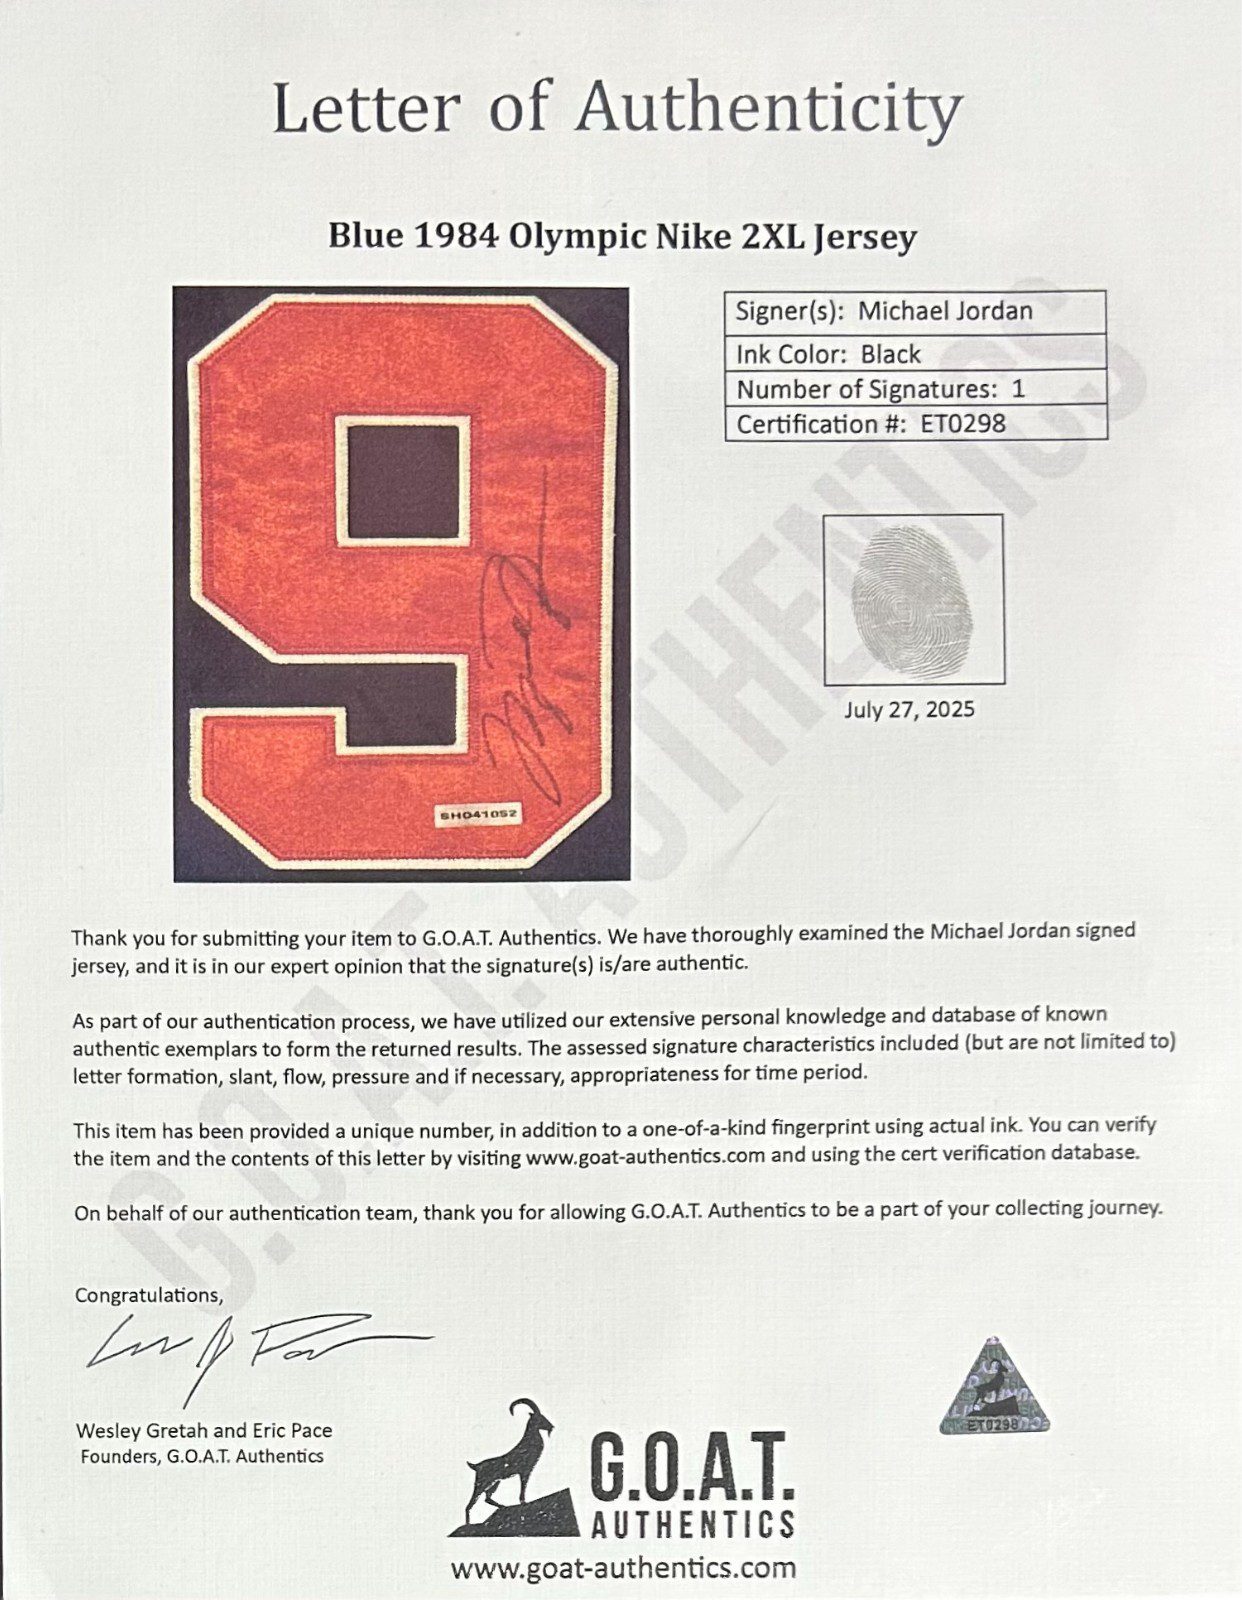 Letter of Authenticity
Blue 1984 Olympic Nike 2XL Jersey
Signer(s): Michael Jordan
Ink Color: Black
Number of Signatures: 1
Certification #: ET0298
SHO41052
July 27, 2025
Thank you for submitting your item to G.O.A.T. Authentics. We have thoroughly examined the Michael Jordan signed
jersey, and it is in our expert opinion that the signature(s) is/are authentic.
As part of our authentication process, we have utilized our extensive personal knowledge and database of known
authentic exemplars to form the returned results. The assessed signature characteristics included (but are not limited to)
letter formation, slant, flow, pressure and if necessary, appropriateness for time period.
This item has been provided a unique number, in addition to a one-of-a-kind fingerprint using actual ink. You can verify
the item and the contents of this letter by visiting www.goat-authentics.com and using the cert verification database.
On behalf of our authentication team, thank you for allowing G.O.A.T. Authentics to be a part of your collecting journey.
G.O.A.T. AUTHENTICS
Congratulations,
Wesley Gretah and Eric Pace
Founders, G.O.A.T. Authentics
ET0298
G.O.A.T.
AUTHENTICS
www.goat-authentics.com